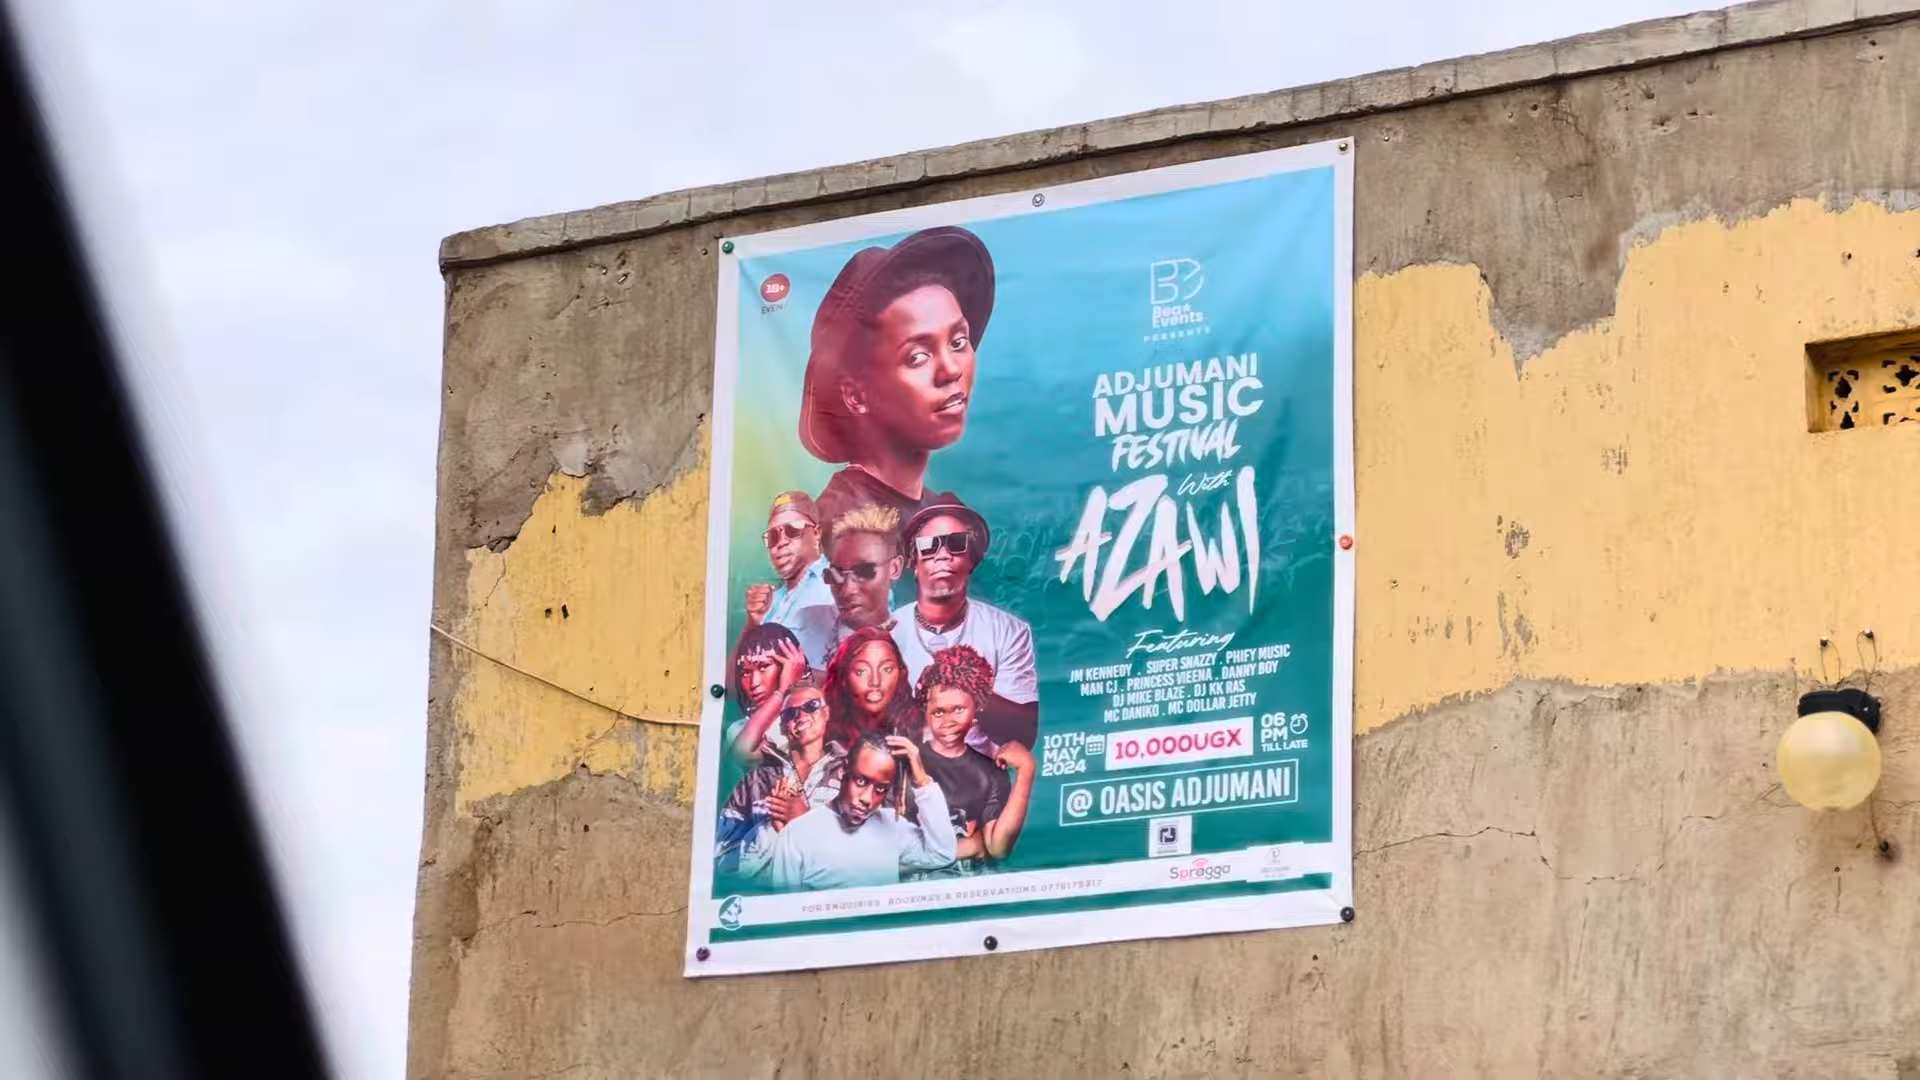 18+
EVENT
Bea★
Events
PRESENTS
ADJUMANI
MUSIC
FESTIVAL
With
AZAWI
Featuring
JM KENNEDY . SUPER SNAZZY . PHIFY MUSIC
MAN CJ . PRINCESS VIEENA . DANNY BOY
DJ MIKE BLAZE . DJ KK RAS
MC DANIKO . MC DOLLAR JETTY
10TH
MAY
2024
10,000UGX
06
PM
TILL LATE
@ OASIS ADJUMANI
Spragga
FOR ENQUIRIES, BOOKINGS & RESERVATIONS